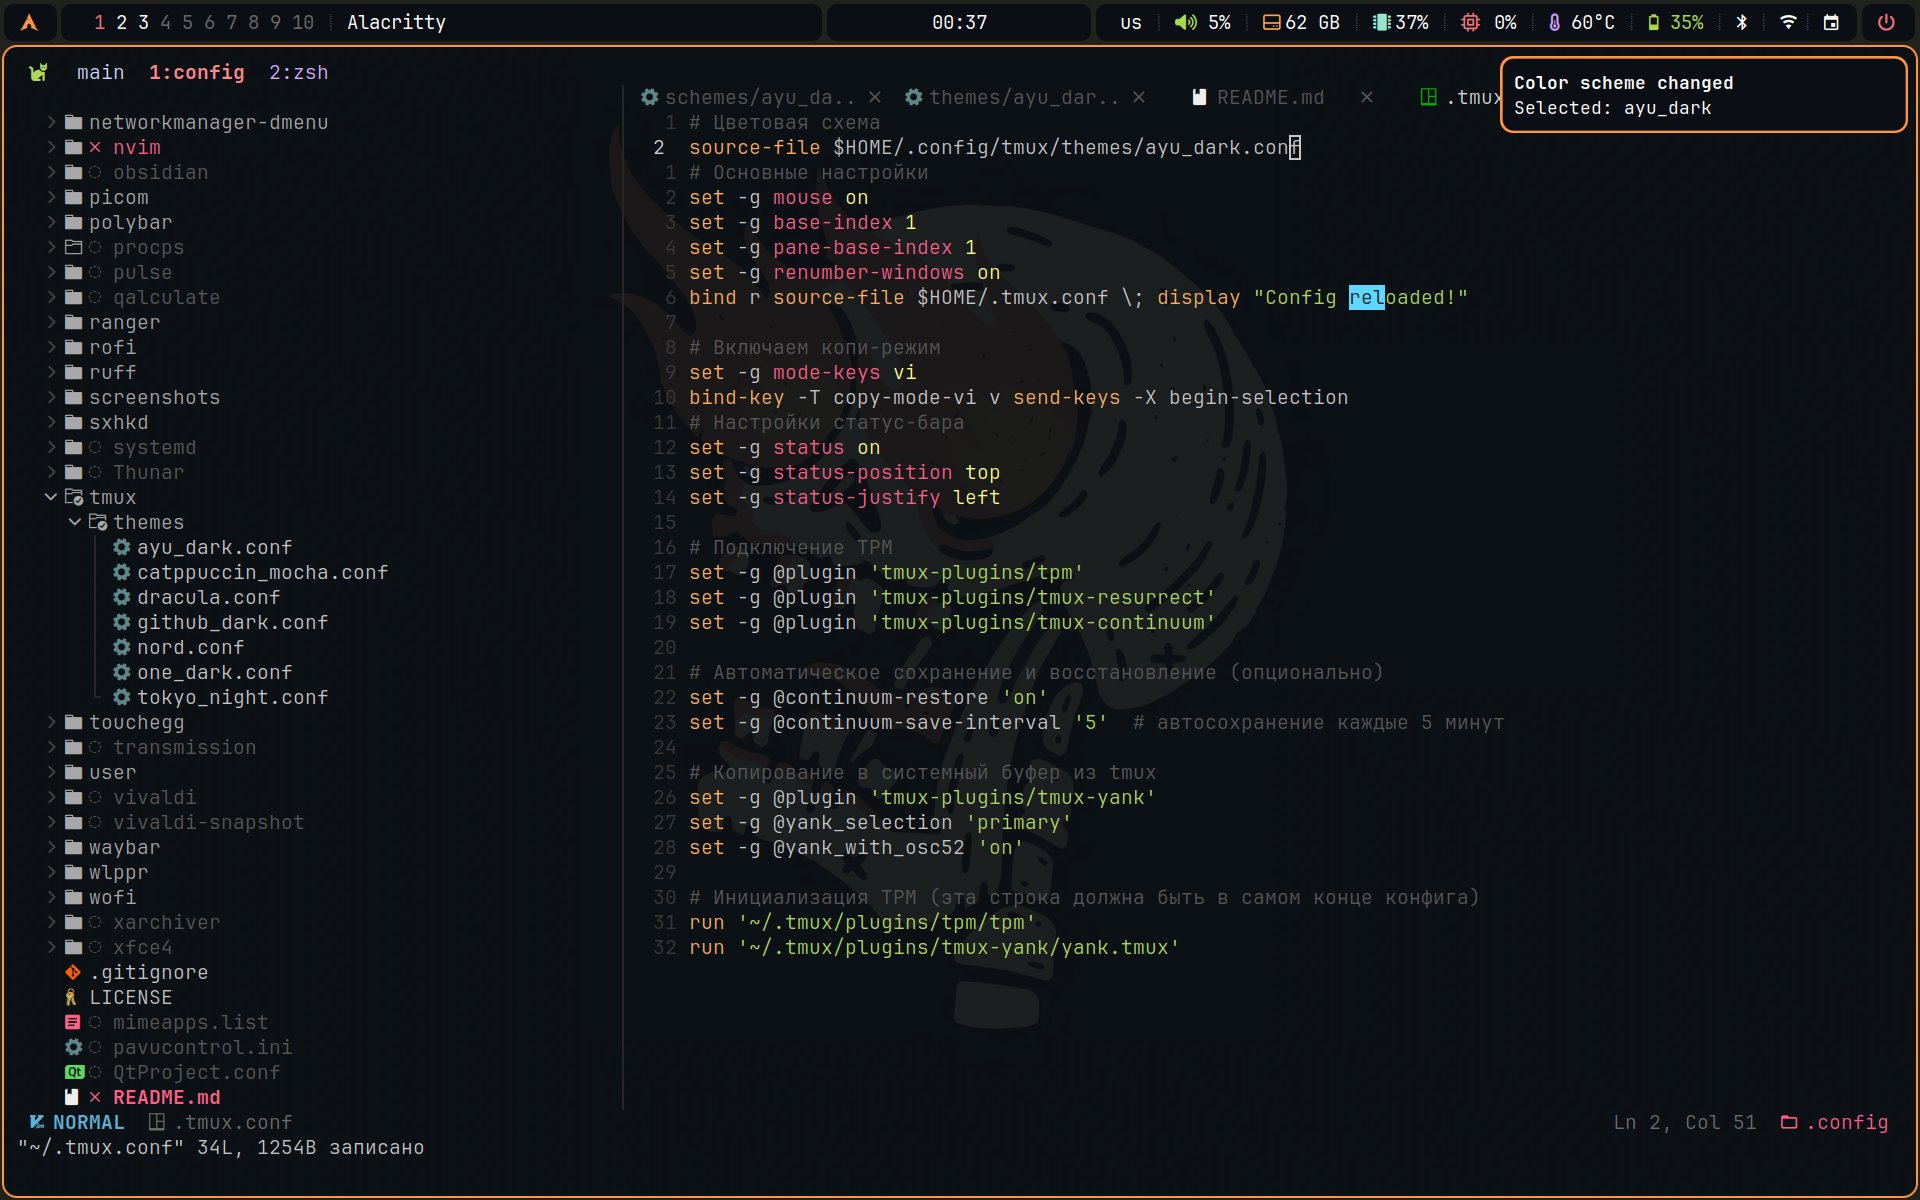 1 2 3 4 5 6 7 8 9 10 Alacritty 00:37 us 5% 62 GB 37% 0% 60°C 35%
main 1:config 2:zsh
Color scheme changed
Selected: ayu_dark
schemes/ayu_da.. × themes/ayu_dar.. × README.md × .tmux
networkmanager-dmenu
× nvim
obsidian
picom
polybar
procps
pulse
qalculate
ranger
rofi
ruff
screenshots
sxhkd
systemd
Thunar
tmux
themes
ayu_dark.conf
catppuccin_mocha.conf
dracula.conf
github_dark.conf
nord.conf
one_dark.conf
tokyo_night.conf
touchegg
transmission
user
vivaldi
vivaldi-snapshot
waybar
wlppr
wofi
xarchiver
xfce4
.gitignore
LICENSE
mimeapps.list
pavucontrol.ini
Qt QtProject.conf
× README.md
1 # Цветовая схема
2 source-file $HOME/.config/tmux/themes/ayu_dark.conf
1 # Основные настройки
2 set -g mouse on
3 set -g base-index 1
4 set -g pane-base-index 1
5 set -g renumber-windows on
6 bind r source-file $HOME/.tmux.conf \; display "Config reloaded!"
7
8 # Включаем копи-режим
9 set -g mode-keys vi
10 bind-key -T copy-mode-vi v send-keys -X begin-selection
11 # Настройки статус-бара
12 set -g status on
13 set -g status-position top
14 set -g status-justify left
15
16 # Подключение TPM
17 set -g @plugin 'tmux-plugins/tpm'
18 set -g @plugin 'tmux-plugins/tmux-resurrect'
19 set -g @plugin 'tmux-plugins/tmux-continuum'
20
21 # Автоматическое сохранение и восстановление (опционально)
22 set -g @continuum-restore 'on'
23 set -g @continuum-save-interval '5' # автосохранение каждые 5 минут
24
25 # Копирование в системный буфер из tmux
26 set -g @plugin 'tmux-plugins/tmux-yank'
27 set -g @yank_selection 'primary'
28 set -g @yank_with_osc52 'on'
29
30 # Инициализация TPM (эта строка должна быть в самом конце конфига)
31 run '~/.tmux/plugins/tpm/tpm'
32 run '~/.tmux/plugins/tmux-yank/yank.tmux'
NORMAL .tmux.conf Ln 2, Col 51 .config
"~/.tmux.conf" 34L, 1254B записано